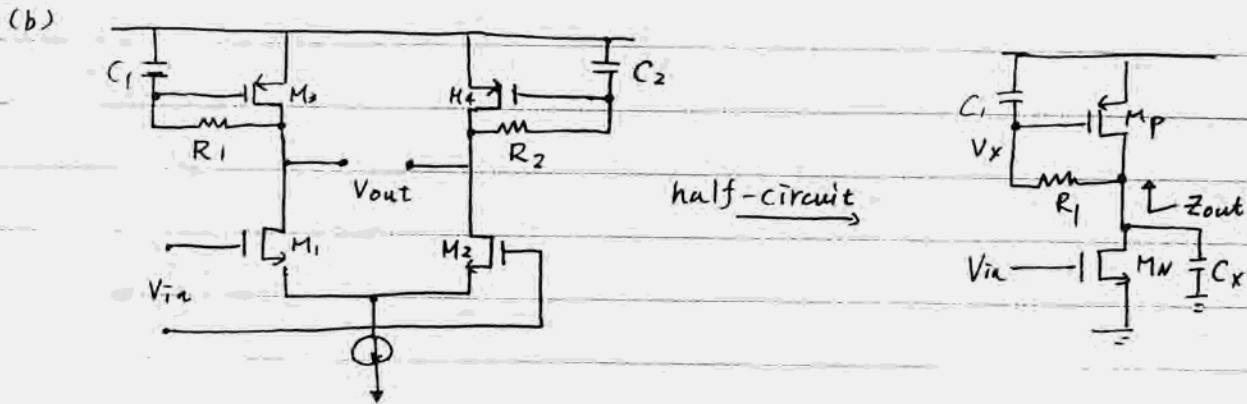 (b)
C1
M3
M4
C2
R1
R2
Vout
M1
M2
Vin
half-circuit
C1
Mp
Vx
R1
Zout
Vin
MN
Cx